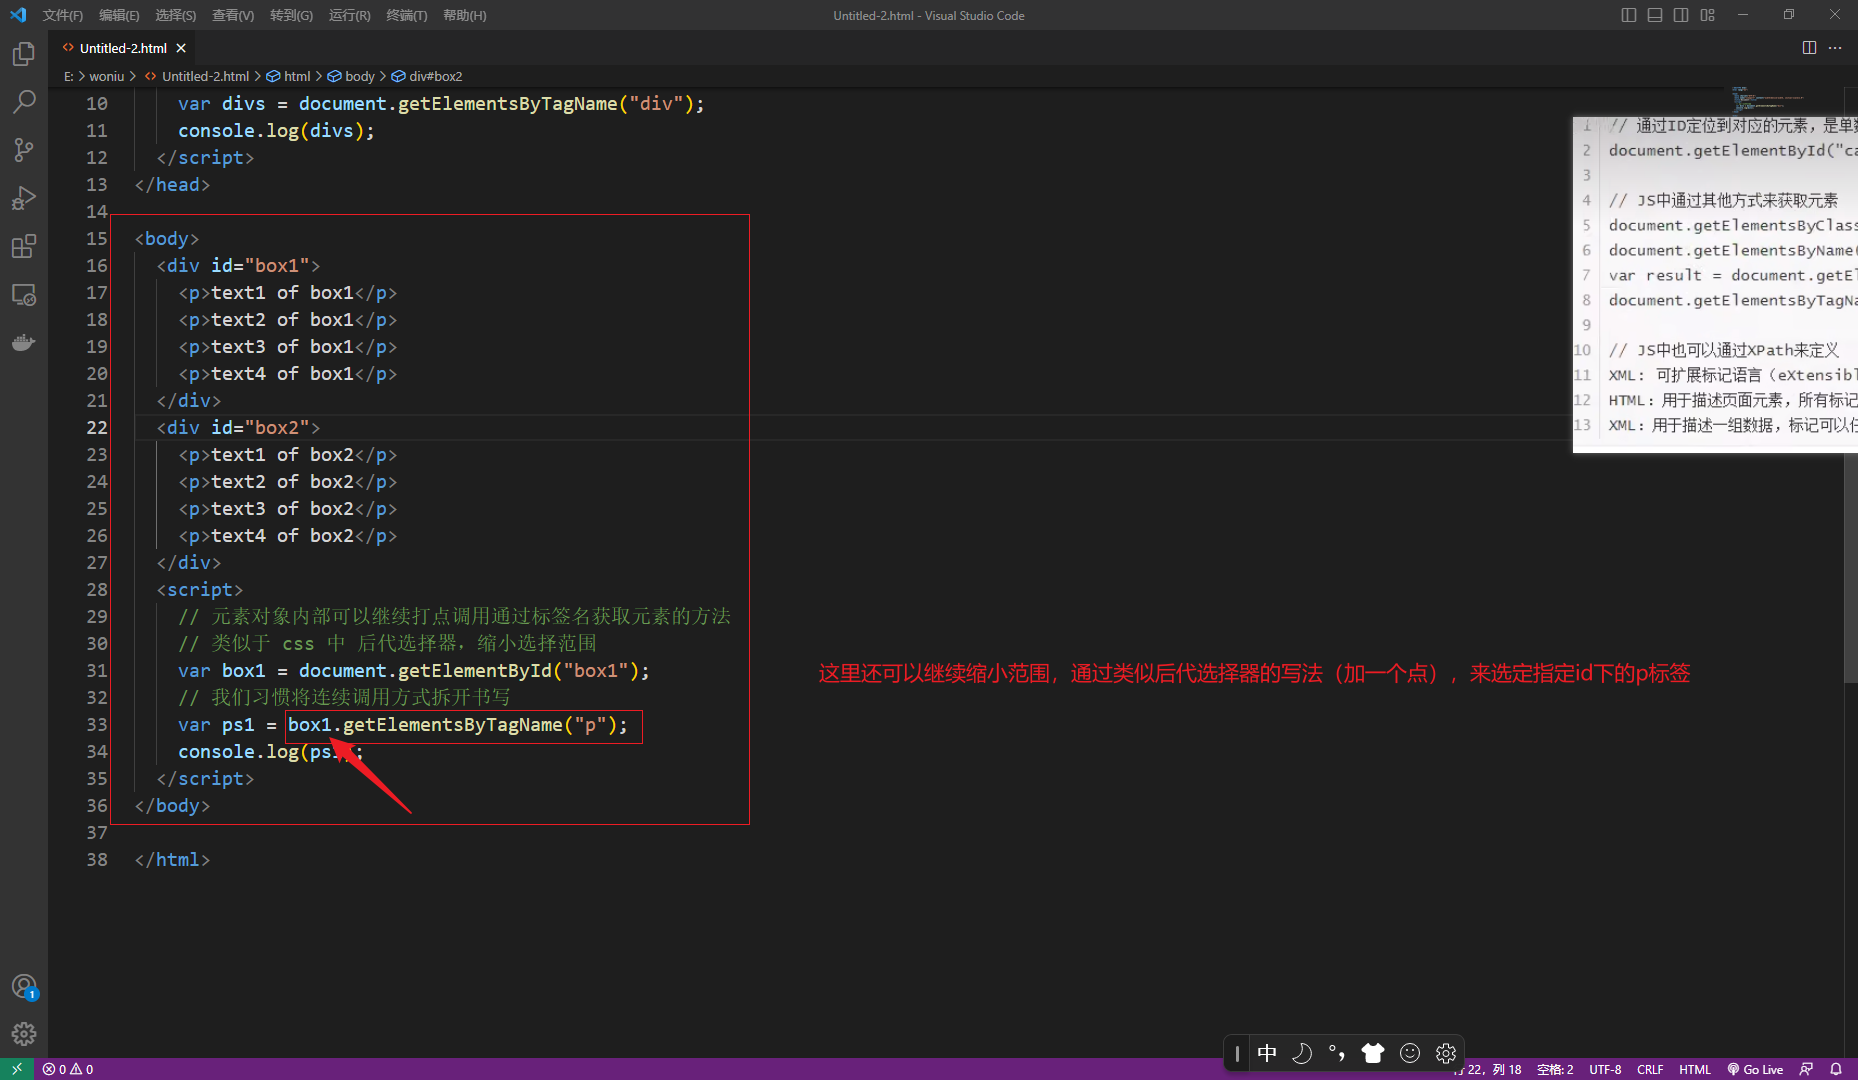 文件(F) 编辑(E) 选择(S) 查看(V) 转到(G) 运行(R) 终端(T) 帮助(H) Untitled-2.html - Visual Studio Code
Untitled-2.html
E: > woniu > Untitled-2.html > html > body > div#box2
10 var divs = document.getElementsByTagName("div");
11 console.log(divs);
12 </script>
13 </head>
14
15 <body>
16 <div id="box1">
17 <p>text1 of box1</p>
18 <p>text2 of box1</p>
19 <p>text3 of box1</p>
20 <p>text4 of box1</p>
21 </div>
22 <div id="box2">
23 <p>text1 of box2</p>
24 <p>text2 of box2</p>
25 <p>text3 of box2</p>
26 <p>text4 of box2</p>
27 </div>
28 <script>
29 // 元素对象内部可以继续打点调用通过标签名获取元素的方法
30 // 类似于 css 中 后代选择器，缩小选择范围
31 var box1 = document.getElementById("box1");
32 // 我们习惯将连续调用方式拆开书写
33 var ps1 = box1.getElementsByTagName("p");
34 console.log(ps
35 </script>
36 </body>
37
38 </html>
这里还可以继续缩小范围，通过类似后代选择器的写法（加一个点），来选定指定id下的p标签
1 // 通过ID定位到对应的元素，是单数
2 document.getElementById("ca
3
4 // JS中通过其他方式来获取元素
5 document.getElementsByClass
6 document.getElementsByName(
7 var result = document.getEl
8 document.getElementsByTagNa
9
10 // JS中也可以通过XPath来定义
11 XML: 可扩展标记语言（eXtensibl
12 HTML：用于描述页面元素，所有标记
13 XML：用于描述一组数据，标记可以任
1
中
0 0 行 22，列 18 空格: 2 UTF-8 CRLF HTML Go Live